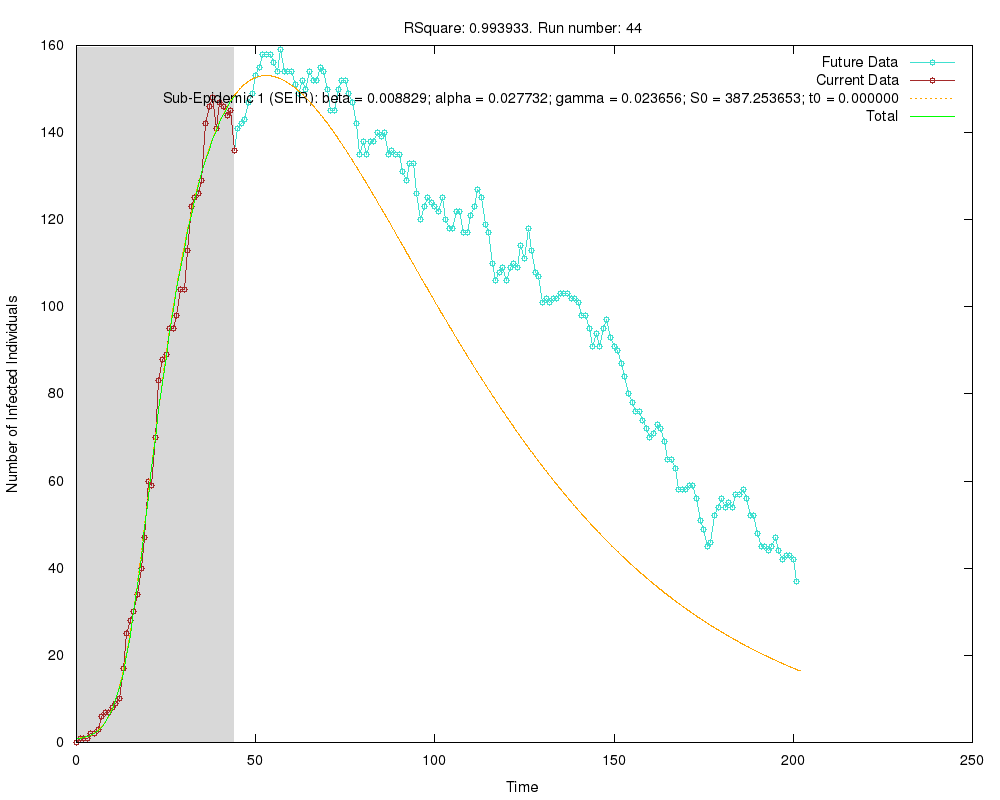 RSquare: 0.993933. Run number: 44
160
140
120
100
80
60
40
20
0
Number of Infected Individuals
Future Data
Current Data
Sub-Epidemic 1 (SEIR): beta = 0.008829; alpha = 0.027732; gamma = 0.023656; S0 = 387.253653; t0 = 0.000000
Total
0 50 100 150 200 250
Time